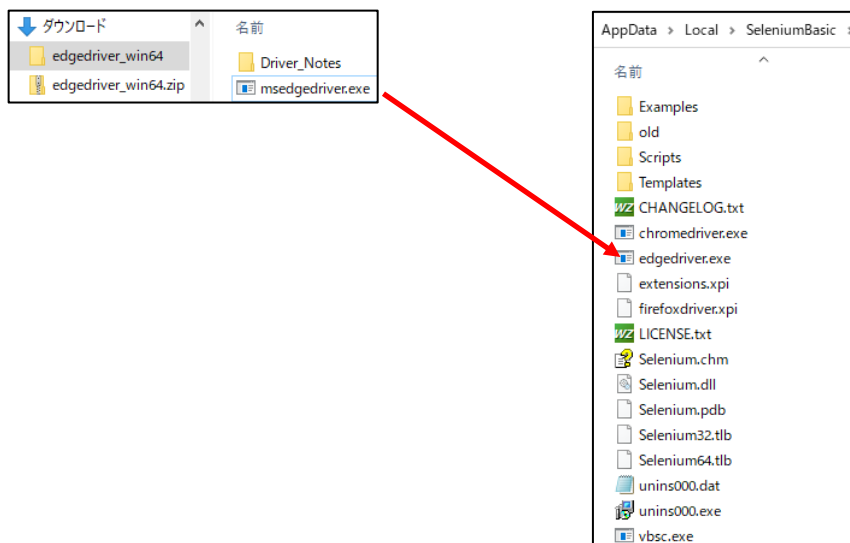 ダウンロード
edgedriver_win64
edgedriver_win64.zip
名前
Driver_Notes
msedgedriver.exe
AppData > Local > SeleniumBasic >
名前
Examples
old
Scripts
Templates
CHANGELOG.txt
chromedriver.exe
edgedriver.exe
extensions.xpi
firefoxdriver.xpi
LICENSE.txt
Selenium.chm
Selenium.dll
Selenium.pdb
Selenium32.tlb
Selenium64.tlb
unins000.dat
unins000.exe
vbsc.exe